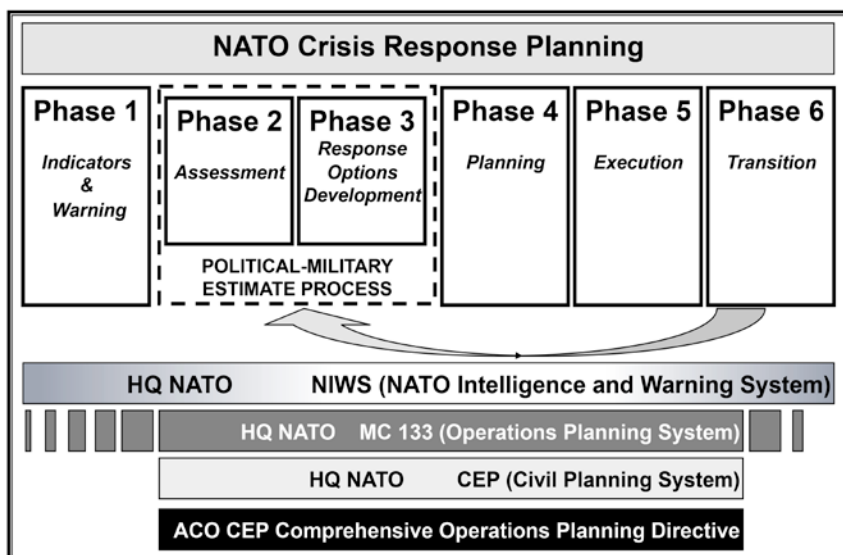 NATO Crisis Response Planning
Phase 1
Indicators
&
Warning
Phase 2
Assessment
Phase 3
Response
Options
Development
POLITICAL-MILITARY
ESTIMATE PROCESS
Phase 4
Planning
Phase 5
Execution
Phase 6
Transition
HQ NATO NIWS (NATO Intelligence and Warning System)
HQ NATO MC 133 (Operations Planning System)
HQ NATO CEP (Civil Planning System)
ACO CEP Comprehensive Operations Planning Directive